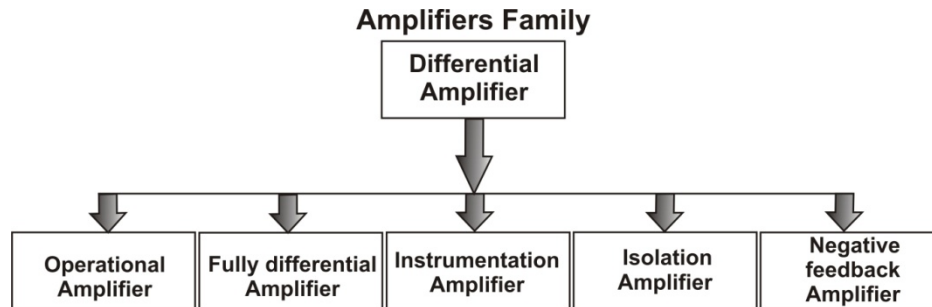 Amplifiers Family
Differential
Amplifier
Operational
Amplifier
Fully differential
Amplifier
Instrumentation
Amplifier
Isolation
Amplifier
Negative
feedback
Amplifier